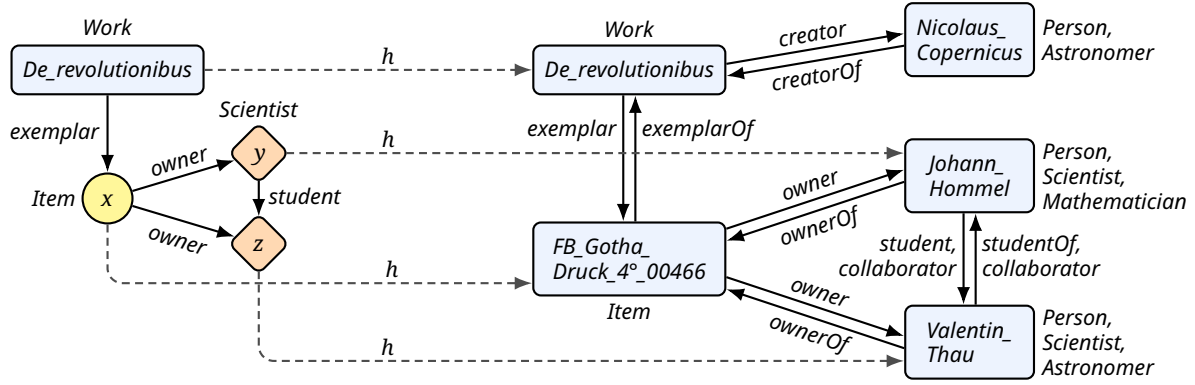 Work
De_revolutionibus
exemplar
Item
x
owner
owner
Scientist
y
student
z
h
h
h
h
Work
De_revolutionibus
exemplar
exemplarOf
FB_Gotha_
Druck_4°_00466
Item
creator
creatorOf
Nicolaus_
Copernicus
Person,
Astronomer
owner
ownerOf
Johann_
Hommel
Person,
Scientist,
Mathematician
student,
collaborator
studentOf,
collaborator
owner
ownerOf
Valentin_
Thau
Person,
Scientist,
Astronomer